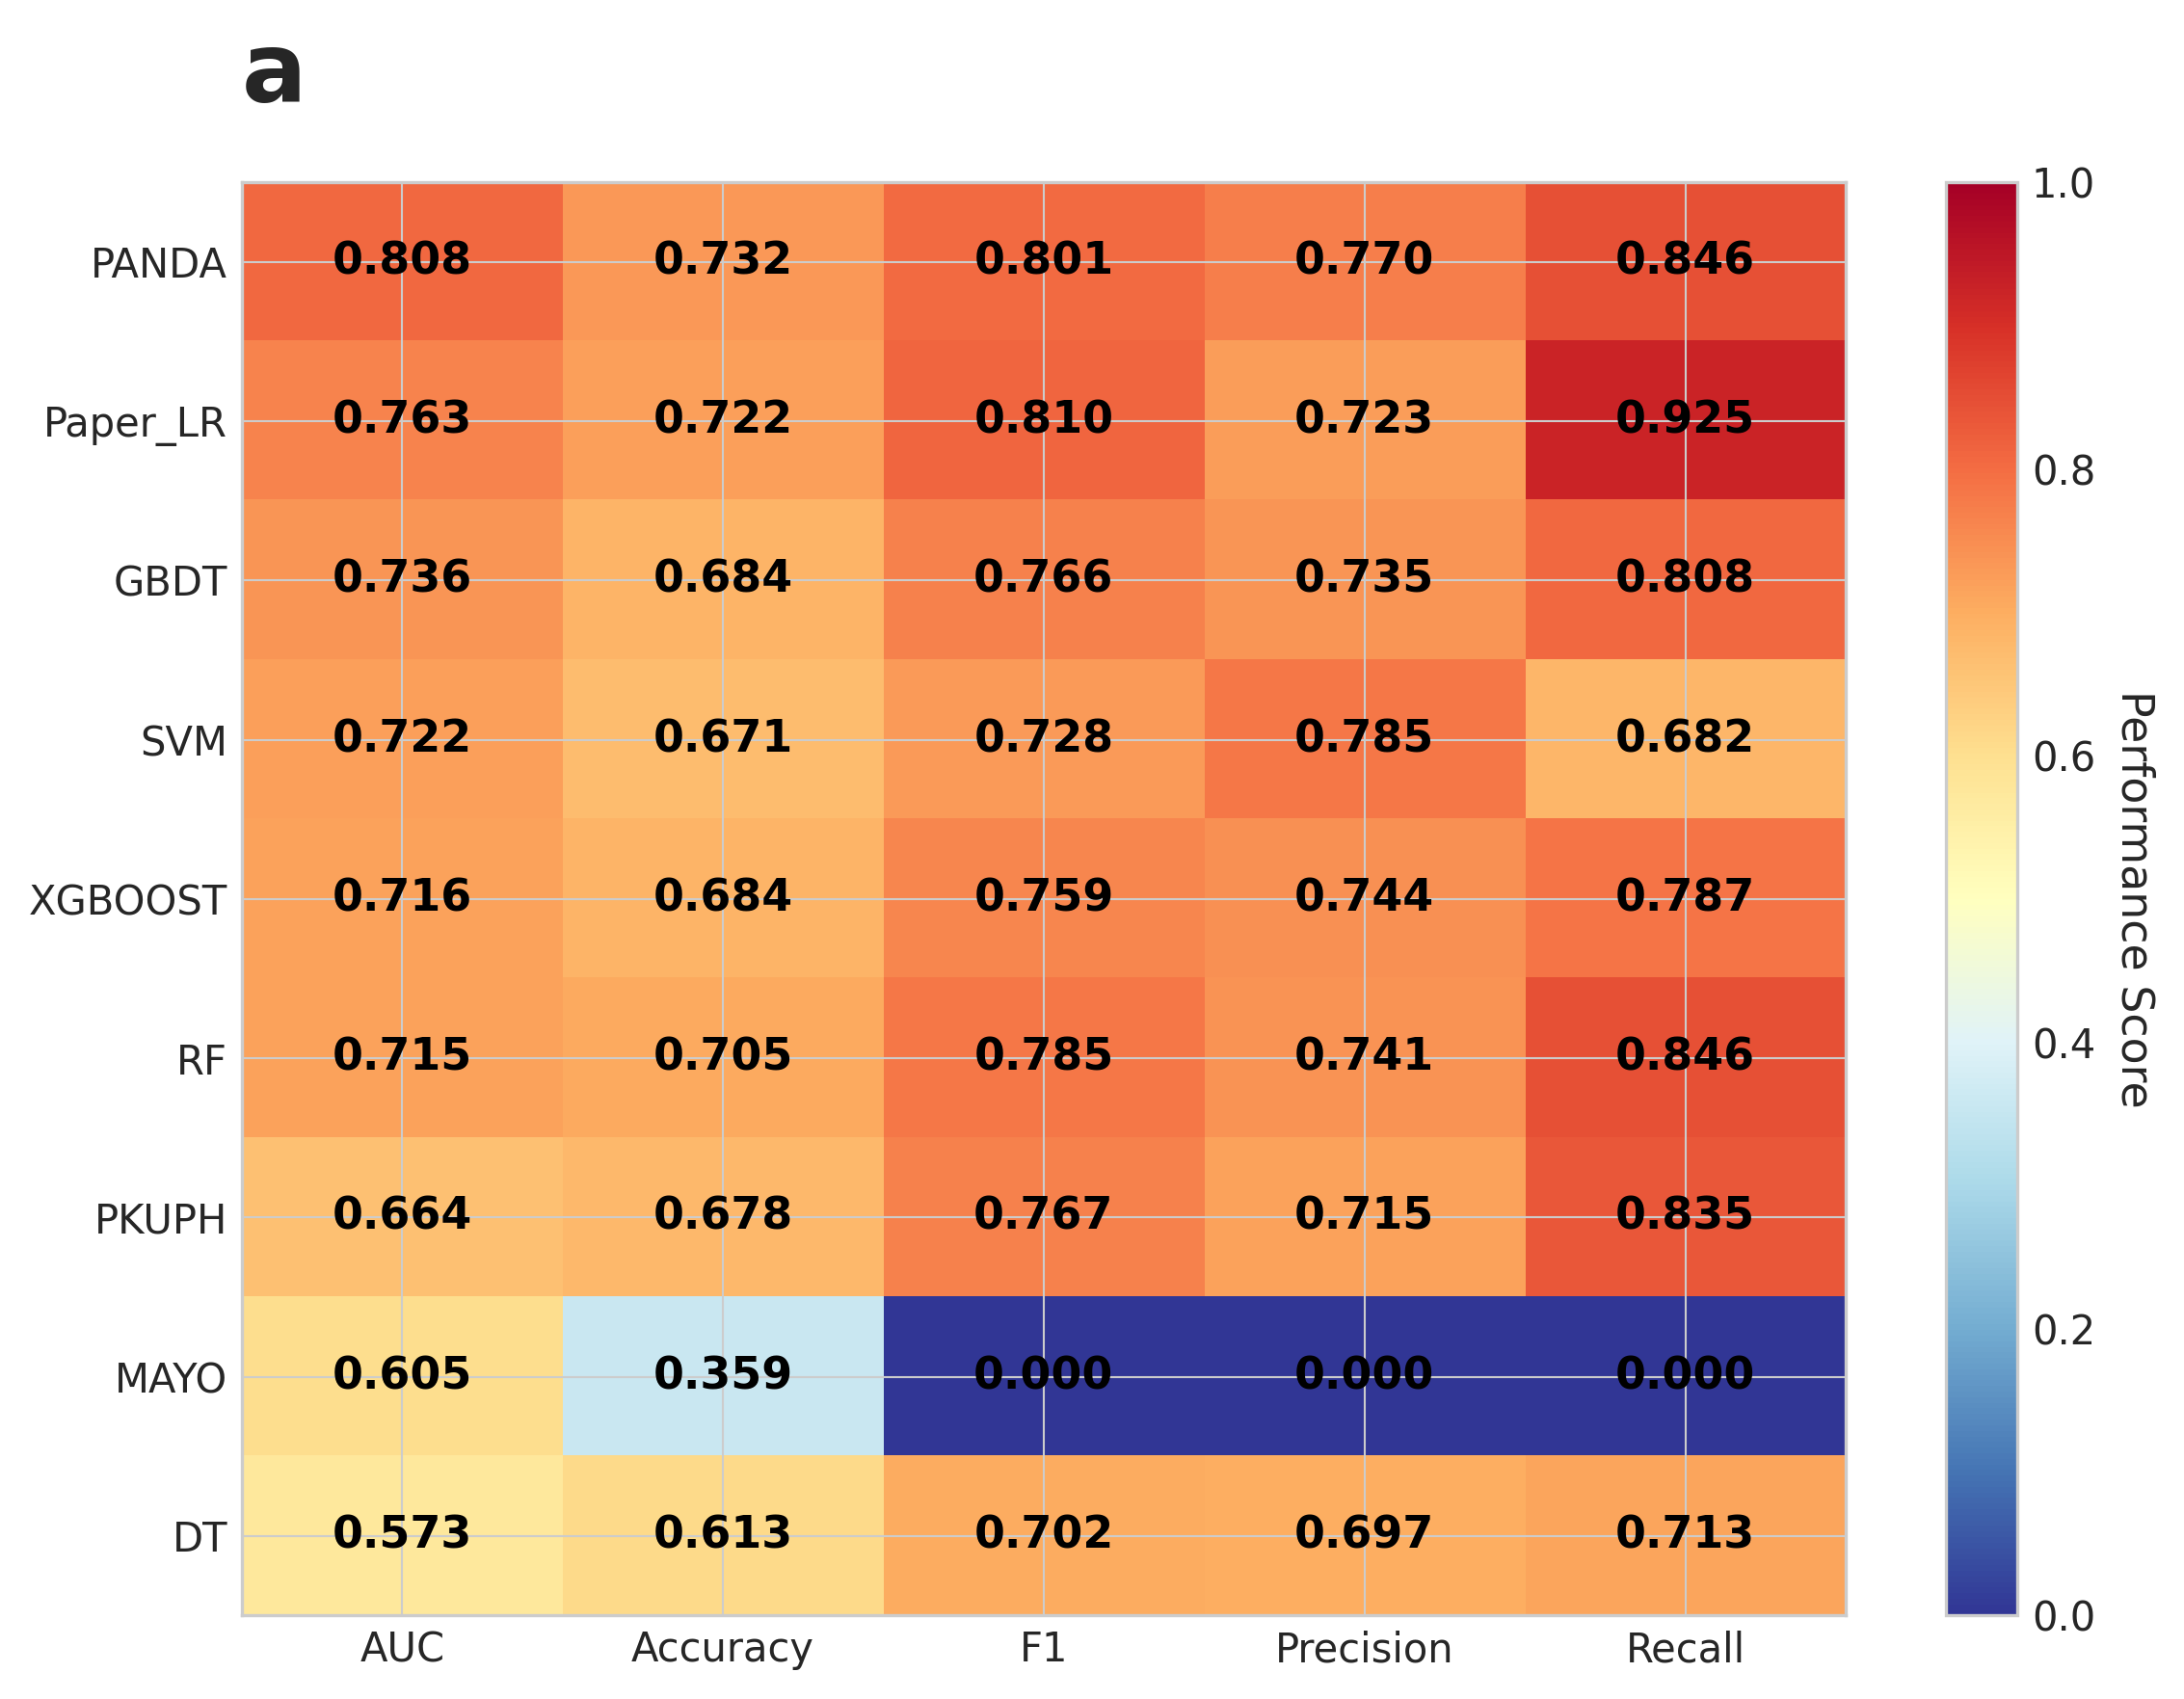 a
PANDA 0.808 0.732 0.801 0.770 0.846
Paper_LR 0.763 0.722 0.810 0.723 0.925
GBDT 0.736 0.684 0.766 0.735 0.808
SVM 0.722 0.671 0.728 0.785 0.682
XGBOOST 0.716 0.684 0.759 0.744 0.787
RF 0.715 0.705 0.785 0.741 0.846
PKUPH 0.664 0.678 0.767 0.715 0.835
MAYO 0.605 0.359 0.000 0.000 0.000
DT 0.573 0.613 0.702 0.697 0.713
AUC Accuracy F1 Precision Recall
1.0
0.8
0.6
0.4
0.2
0.0
Performance Score